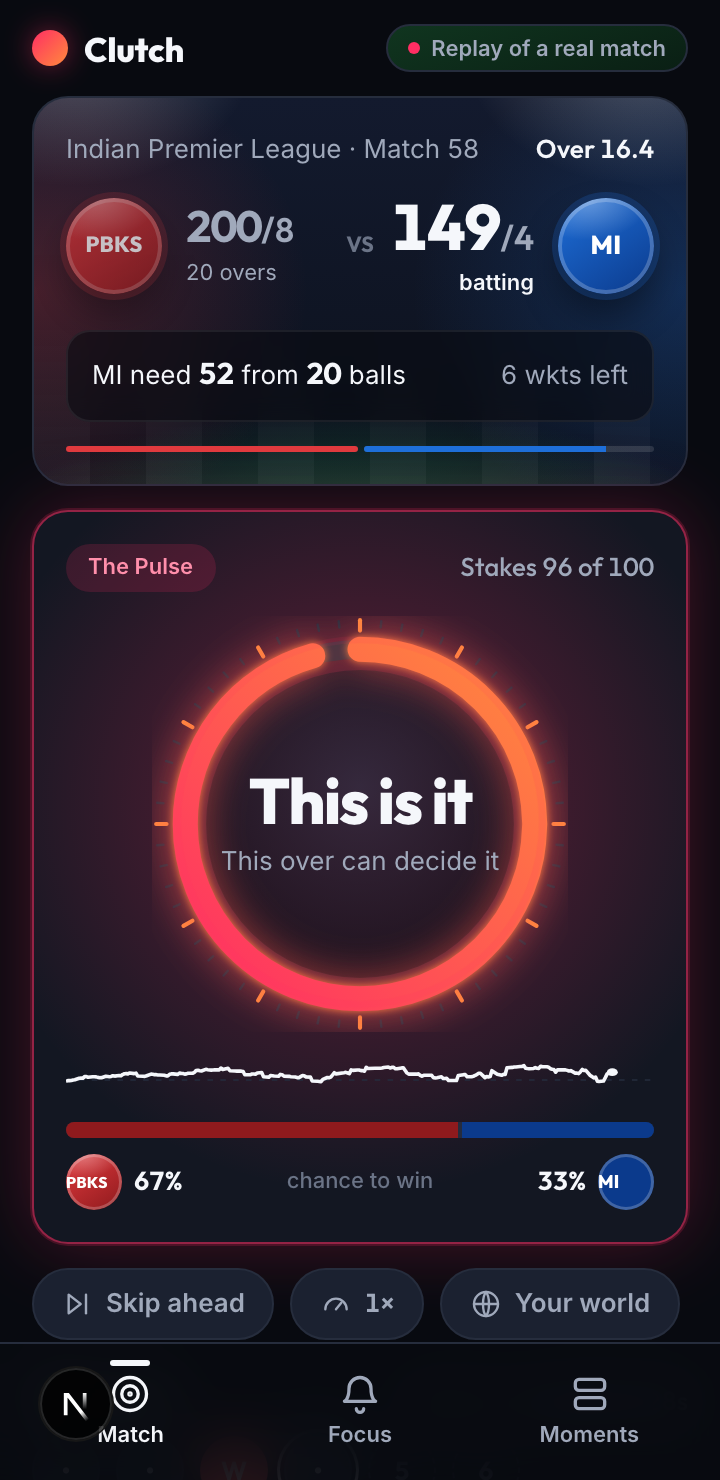 Clutch
Replay of a real match
Indian Premier League · Match 58
Over 16.4
PBKS
200/8
20 overs
VS
149/4
batting
MI
MI need 52 from 20 balls
6 wkts left
The Pulse
Stakes 96 of 100
This is it
This over can decide it
PBKS
67%
chance to win
33%
MI
Skip ahead
1×
Your world
N
Match
Focus
Moments
W